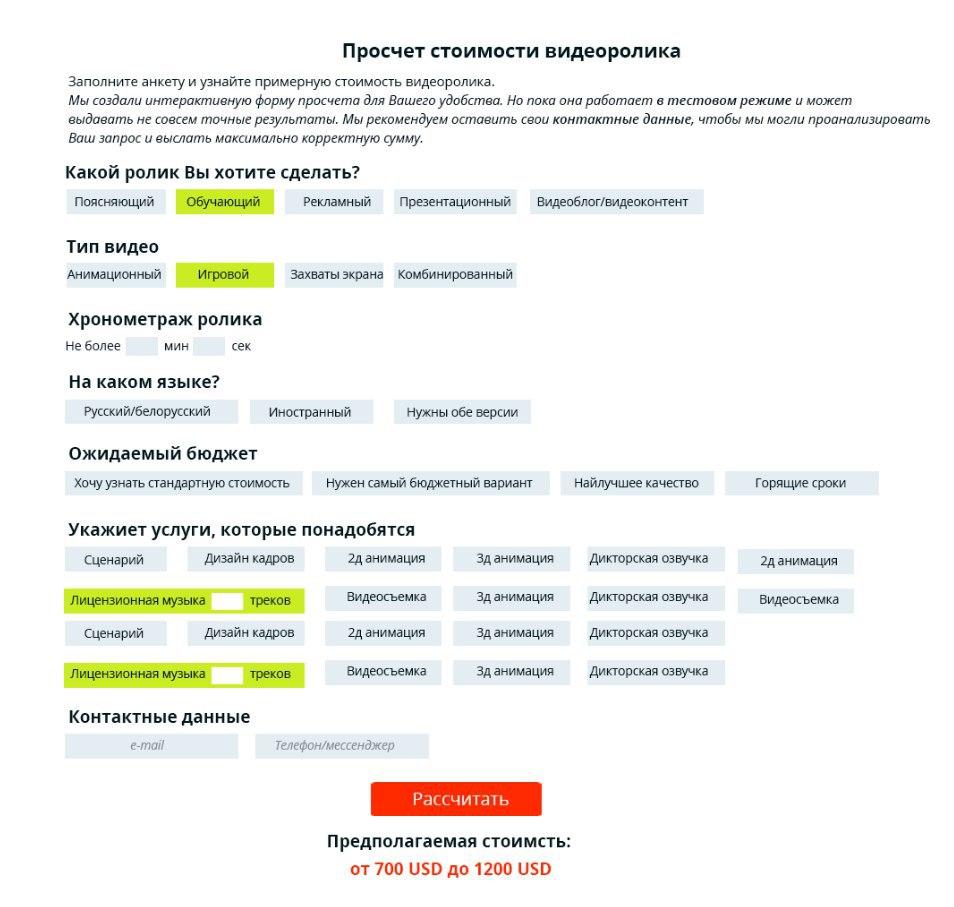 Просчет стоимости видеоролика
Заполните анкету и узнайте примерную стоимость видеоролика.
Мы создали интерактивную форму просчета для Вашего удобства. Но пока она работает в тестовом режиме и может
выдавать не совсем точные результаты. Мы рекомендуем оставить свои контактные данные, чтобы мы могли проанализировать
Ваш запрос и выслать максимально корректную сумму.
Какой ролик Вы хотите сделать?
Поясняющий Обучающий Рекламный Презентационный Видеоблог/видеоконтент
Тип видео
Анимационный Игровой Захваты экрана Комбинированный
Хронометраж ролика
Не более мин сек
На каком языке?
Русский/белорусский Иностранный Нужны обе версии
Ожидаемый бюджет
Хочу узнать стандартную стоимость Нужен самый бюджетный вариант Найлучшее качество Горящие сроки
Укажиет услуги, которые понадобятся
Сценарий Дизайн кадров 2д анимация 3д анимация Дикторская озвучка 2д анимация
Лицензионная музыка треков Видеосъемка 3д анимация Дикторская озвучка Видеосъемка
Сценарий Дизайн кадров 2д анимация 3д анимация Дикторская озвучка
Лицензионная музыка треков Видеосъемка 3д анимация Дикторская озвучка
Контактные данные
e-mail Телефон/мессенджер
Рассчитать
Предполагаемая стоимсть:
от 700 USD до 1200 USD